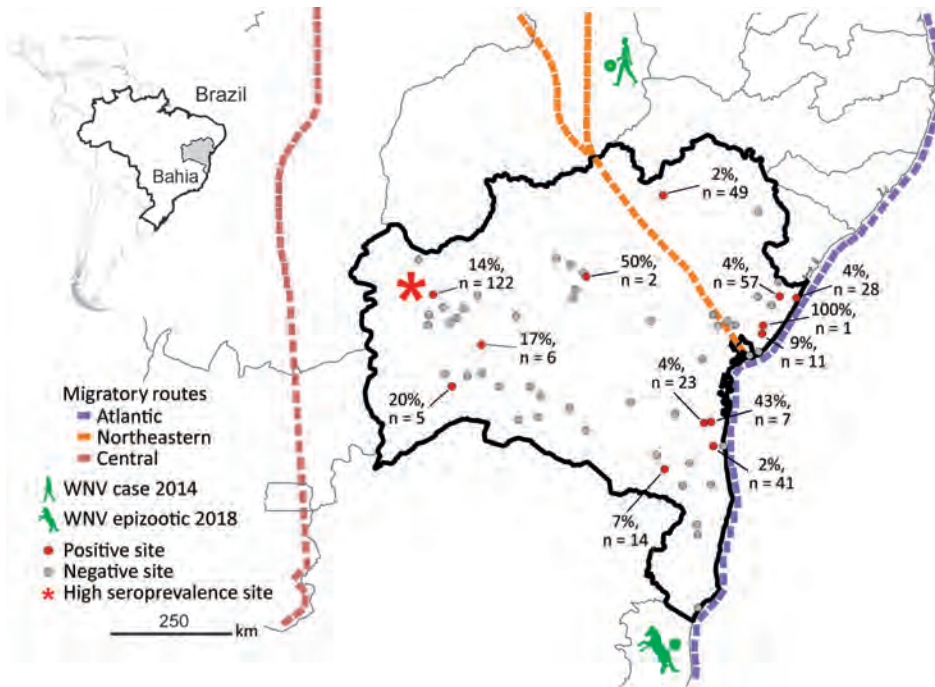 Brazil
Bahia
2%,
n = 49
14%,
n = 122
50%,
n = 2
4%,
n = 57
4%,
n = 28
100%,
n = 1
9%,
n = 11
17%,
n = 6
4%,
n = 23
20%,
n = 5
43%,
n = 7
2%,
n = 41
7%,
n = 14
Migratory routes
Atlantic
Northeastern
Central
WNV case 2014
WNV epizootic 2018
Positive site
Negative site
* High seroprevalence site
250
km